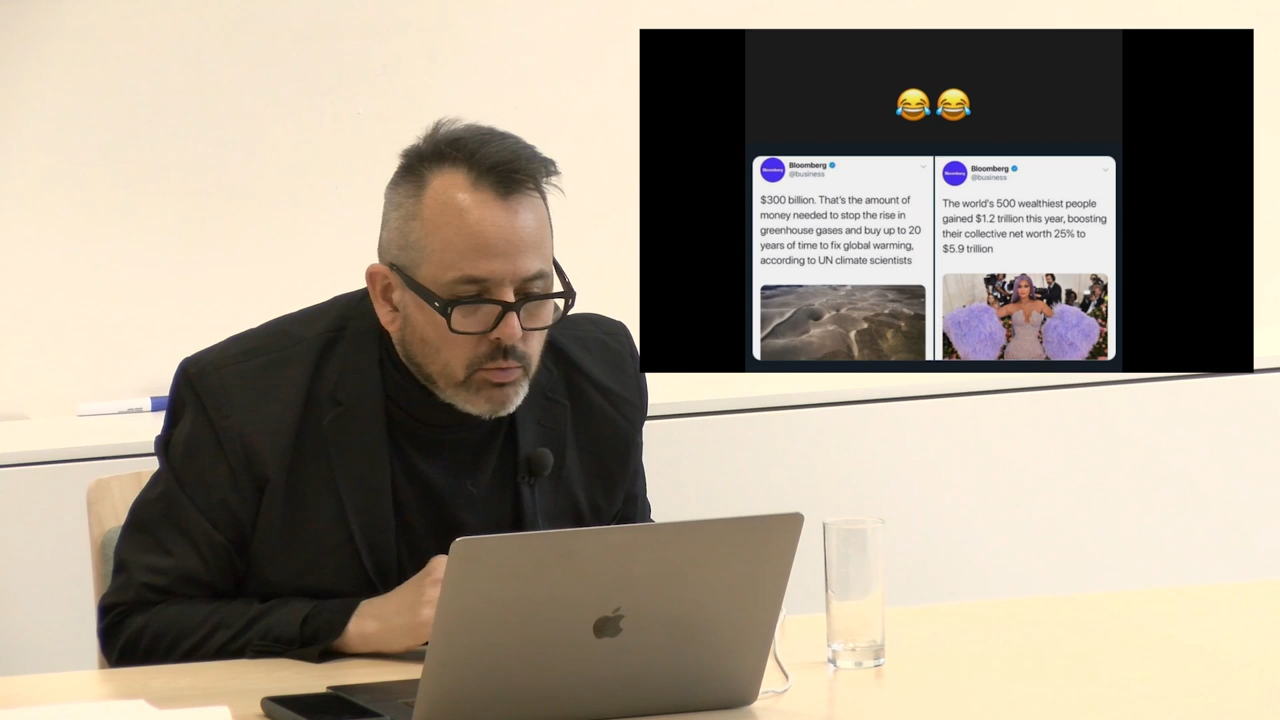 😂😂
Bloomberg
@business
$300 billion. That's the amount of
money needed to stop the rise in
greenhouse gases and buy up to 20
years of time to fix global warming,
according to UN climate scientists
Bloomberg
@business
The world's 500 wealthiest people
gained $1.2 trillion this year, boosting
their collective net worth 25% to
$5.9 trillion